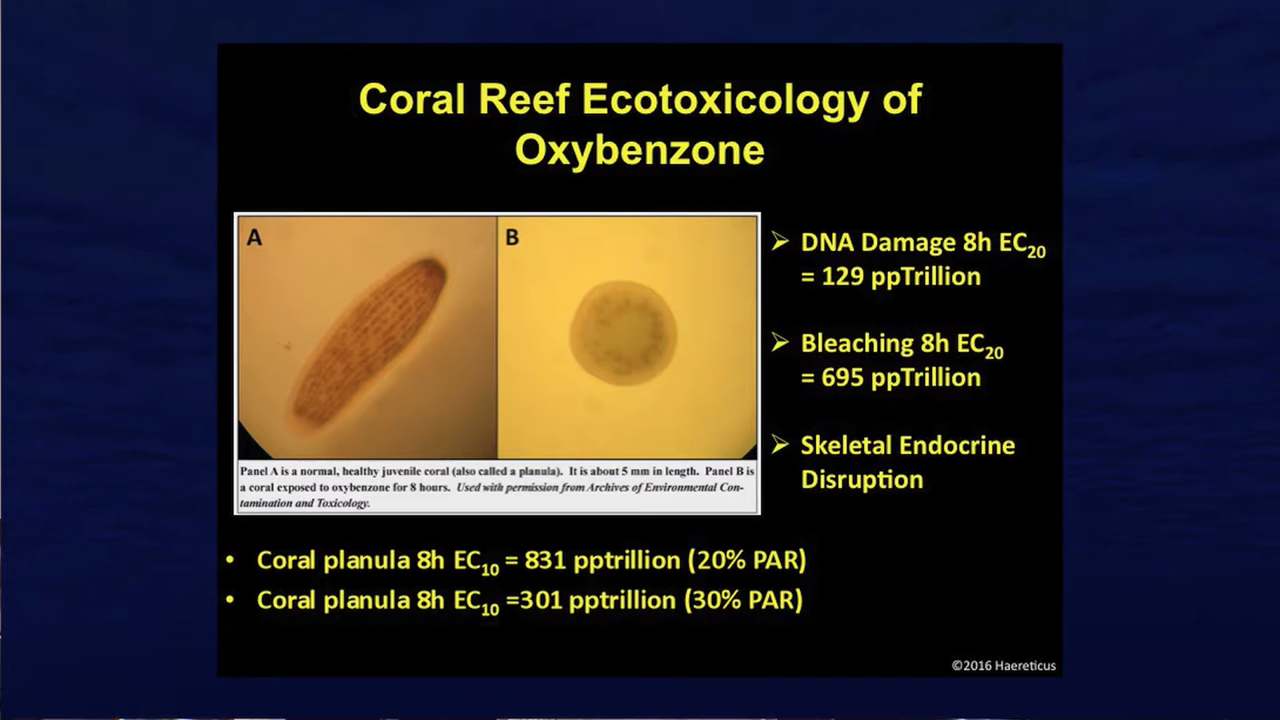 Coral Reef Ecotoxicology of
Oxybenzone
A
B
Panel A is a normal, healthy juvenile coral (also called a planula). It is about 5 mm in length. Panel B is
a coral exposed to oxybenzone for 8 hours. Used with permission from Archives of Environmental Con-
tamination and Toxicology.
➢ DNA Damage 8h EC20
= 129 ppTrillion
➢ Bleaching 8h EC20
= 695 ppTrillion
➢ Skeletal Endocrine
Disruption
• Coral planula 8h EC10 = 831 pptrillion (20% PAR)
• Coral planula 8h EC10 =301 pptrillion (30% PAR)
©2016 Haereticus